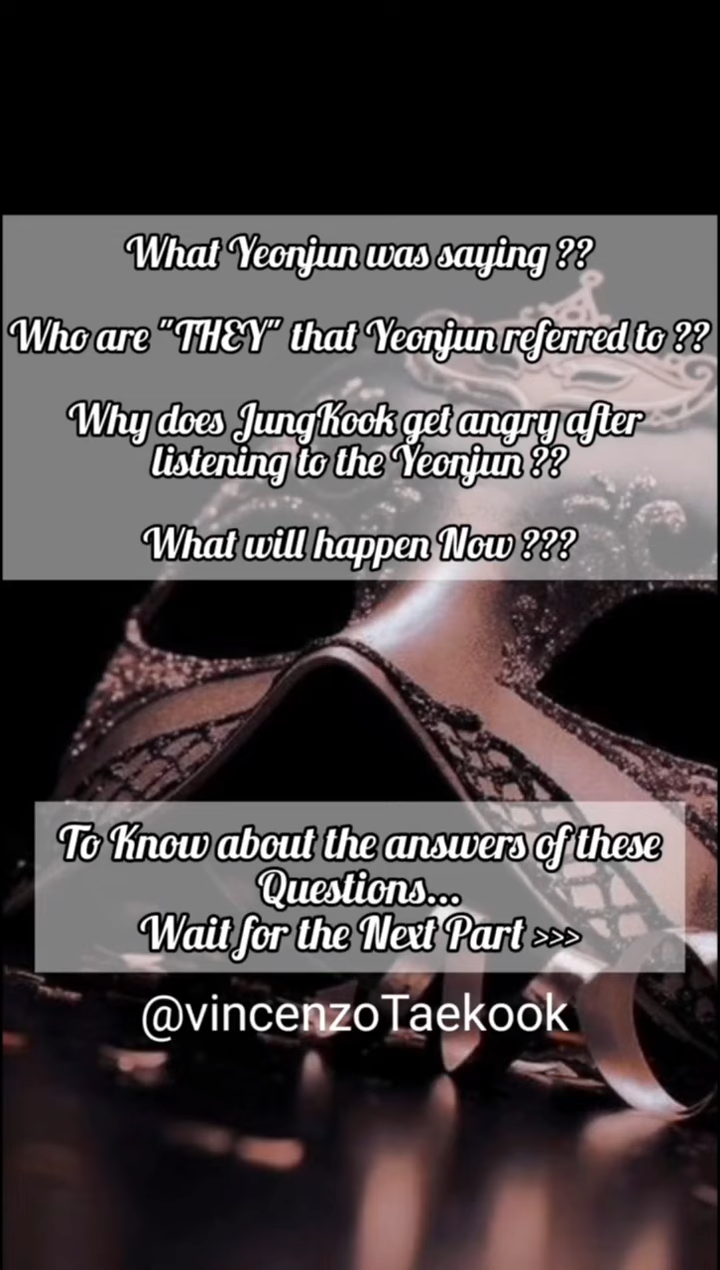 What Yeonjun was saying ??
Who are "THEY" that Yeonjun referred to ??
Why does JungKook get angry after
listening to the Yeonjun ??
What will happen Now ???
To Know about the answers of these
Questions...
Wait for the Next Part >>>
@vincenzoTaekook